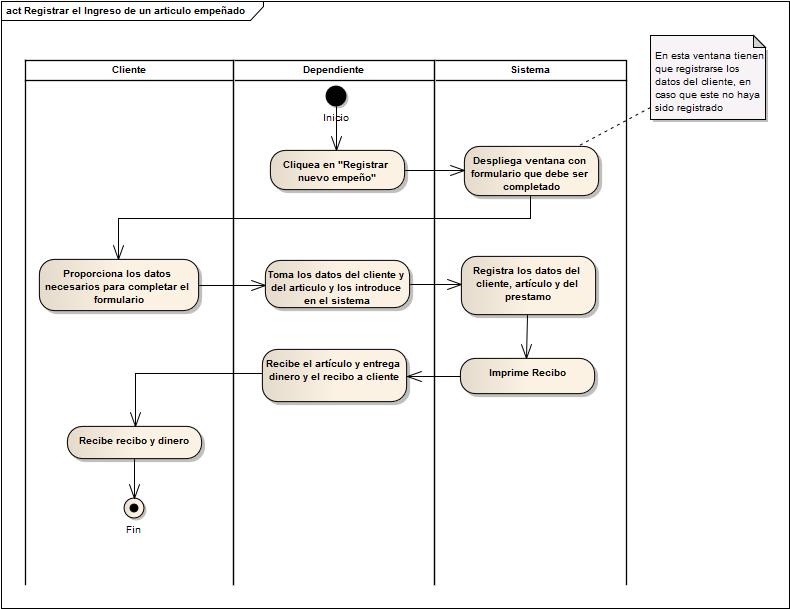 act Registrar el Ingreso de un articulo empeñado
En esta ventana tienen
que registrarse los
datos del cliente, en
caso que este no haya
sido registrado
Cliente
Dependiente
Sistema
Inicio
Cliquea en "Registrar
nuevo empeño"
Despliega ventana con
formulario que debe ser
completado
Proporciona los datos
necesarios para completar el
formulario
Toma los datos del cliente y
del articulo y los introduce
en el sistema
Registra los datos del
cliente, artículo y del
prestamo
Recibe el artículo y entrega
dinero y el recibo a cliente
Imprime Recibo
Recibe recibo y dinero
Fin